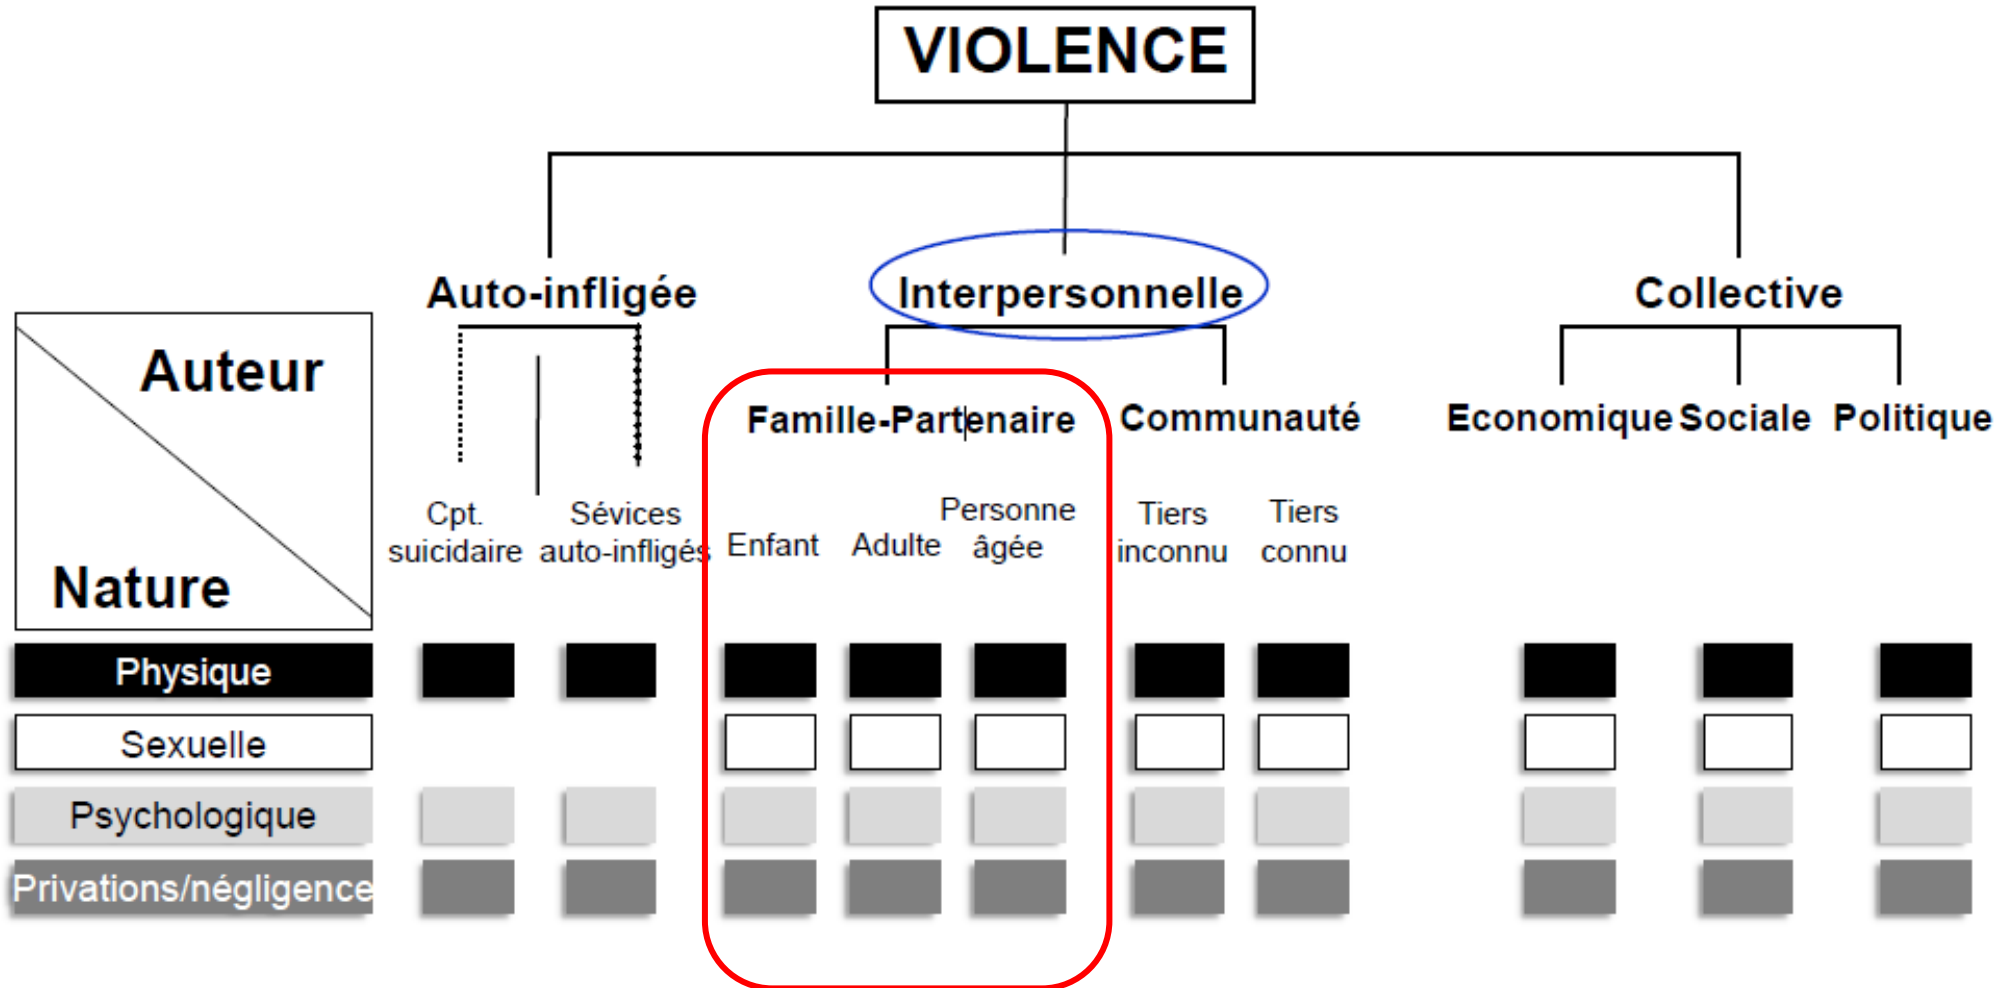 VIOLENCE
Auto-infligée
Interpersonnelle
Collective
Auteur
Nature
Famille-Partenaire
Communauté
Economique
Sociale
Politique
Cpt.
suicidaire
Sévices
auto-infligés
Enfant
Adulte
Personne
âgée
Tiers
inconnu
Tiers
connu
Physique
Sexuelle
Psychologique
Privations/négligence